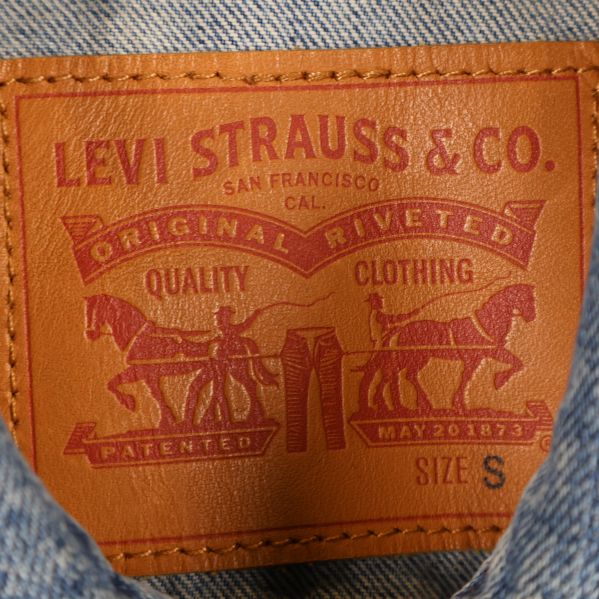 LEVI STRAUSS & CO.
SAN FRANCISCO
CAL.
ORIGINAL RIVETED
QUALITY CLOTHING
PATENTED MAY 20 1873
®
SIZE S